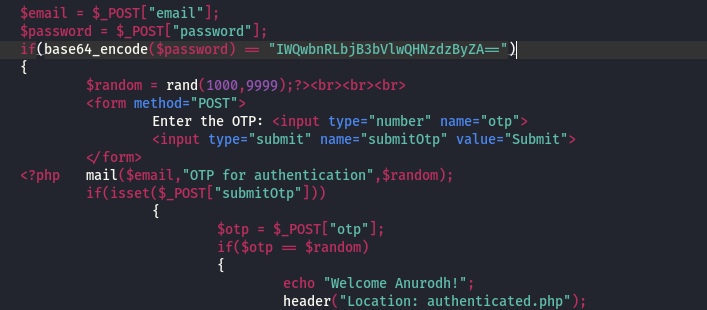 $email = $_POST["email"];
$password = $_POST["password"];
if(base64_encode($password) == "IWQwbnRLbjB3bVlwQHNzdzByZA==")
{
$random = rand(1000,9999);?><br><br><br>
<form method="POST">
Enter the OTP: <input type="number" name="otp">
<input type="submit" name="submitOtp" value="Submit">
</form>
<?php mail($email,"OTP for authentication",$random);
if(isset($_POST["submitOtp"]))
{
$otp = $_POST["otp"];
if($otp == $random)
{
echo "Welcome Anurodh!";
header("Location: authenticated.php");